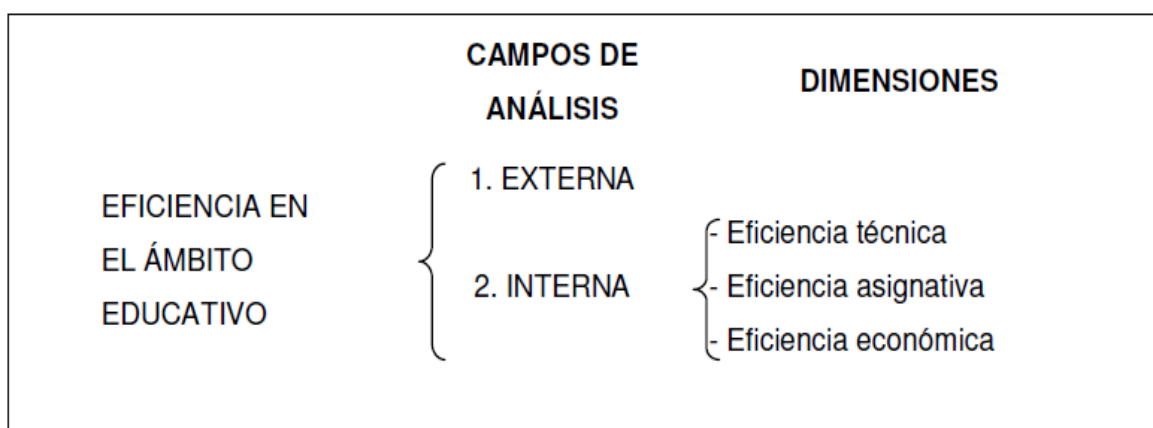 CAMPOS DE
ANÁLISIS
DIMENSIONES
EFICIENCIA EN
EL ÁMBITO
EDUCATIVO
1. EXTERNA
2. INTERNA
- Eficiencia técnica
- Eficiencia asignativa
- Eficiencia económica